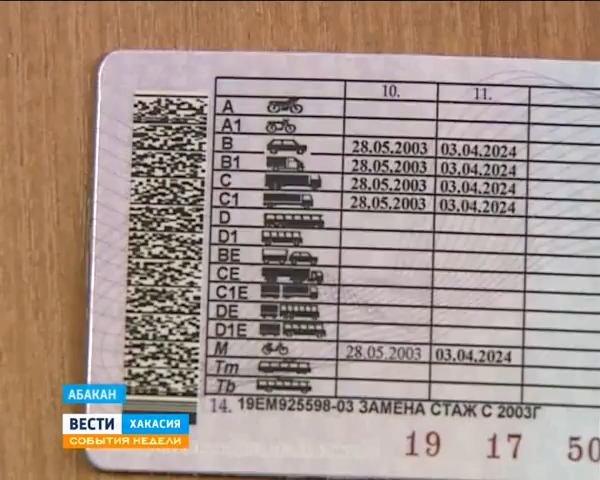 10. 11.
A
A1
B 28.05.2003 03.04.2024
B1 28.05.2003 03.04.2024
C 28.05.2003 03.04.2024
C1 28.05.2003 03.04.2024
D
D1
BE
CE
C1E
DE
D1E
M 28.05.2003 03.04.2024
Tm
Tb
14. 19ЕМ925598-03 ЗАМЕНА СТАЖ С 2003Г
19 17 50
АБАКАН
ВЕСТИ ХАКАСИЯ
СОБЫТИЯ НЕДЕЛИ